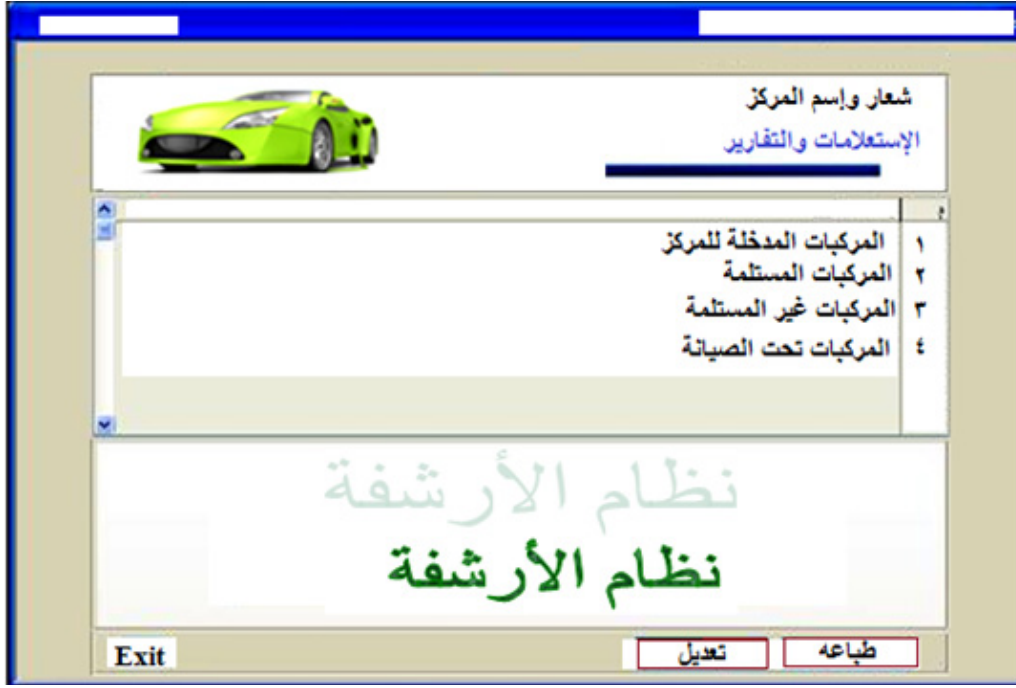 شعار وإسم المركز
الإستعلامات والتقارير
م
١ المركبات المدخلة للمركز
٢ المركبات المستلمة
٣ المركبات غير المستلمة
٤ المركبات تحت الصيانة
نظام الأرشفة
نظام الأرشفة
طباعه تعديل Exit